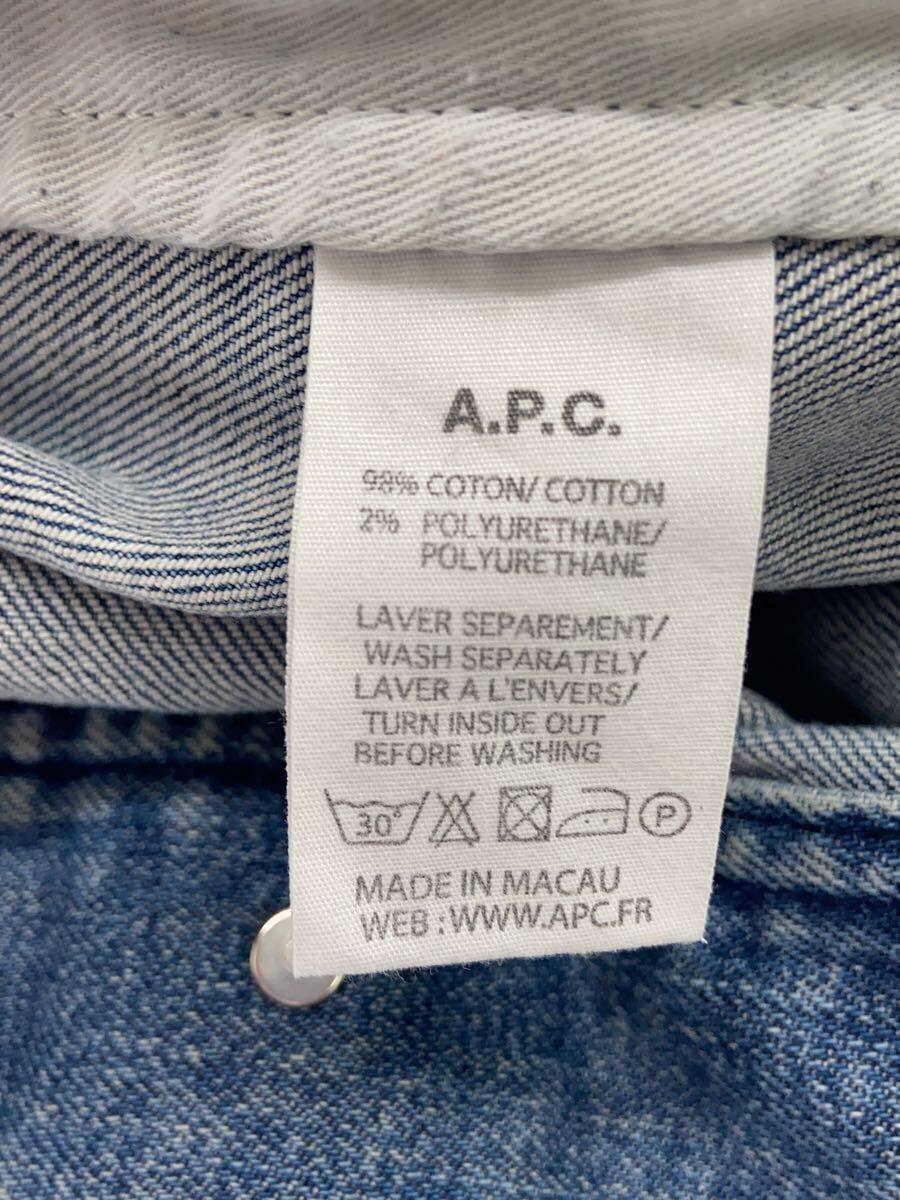 A.P.C.
98% COTON/ COTTON
2% POLYURETHANE/
POLYURETHANE
LAVER SEPAREMENT/
WASH SEPARATELY
LAVER A L'ENVERS/
TURN INSIDE OUT
BEFORE WASHING
30° P
MADE IN MACAU
WEB : WWW.APC.FR